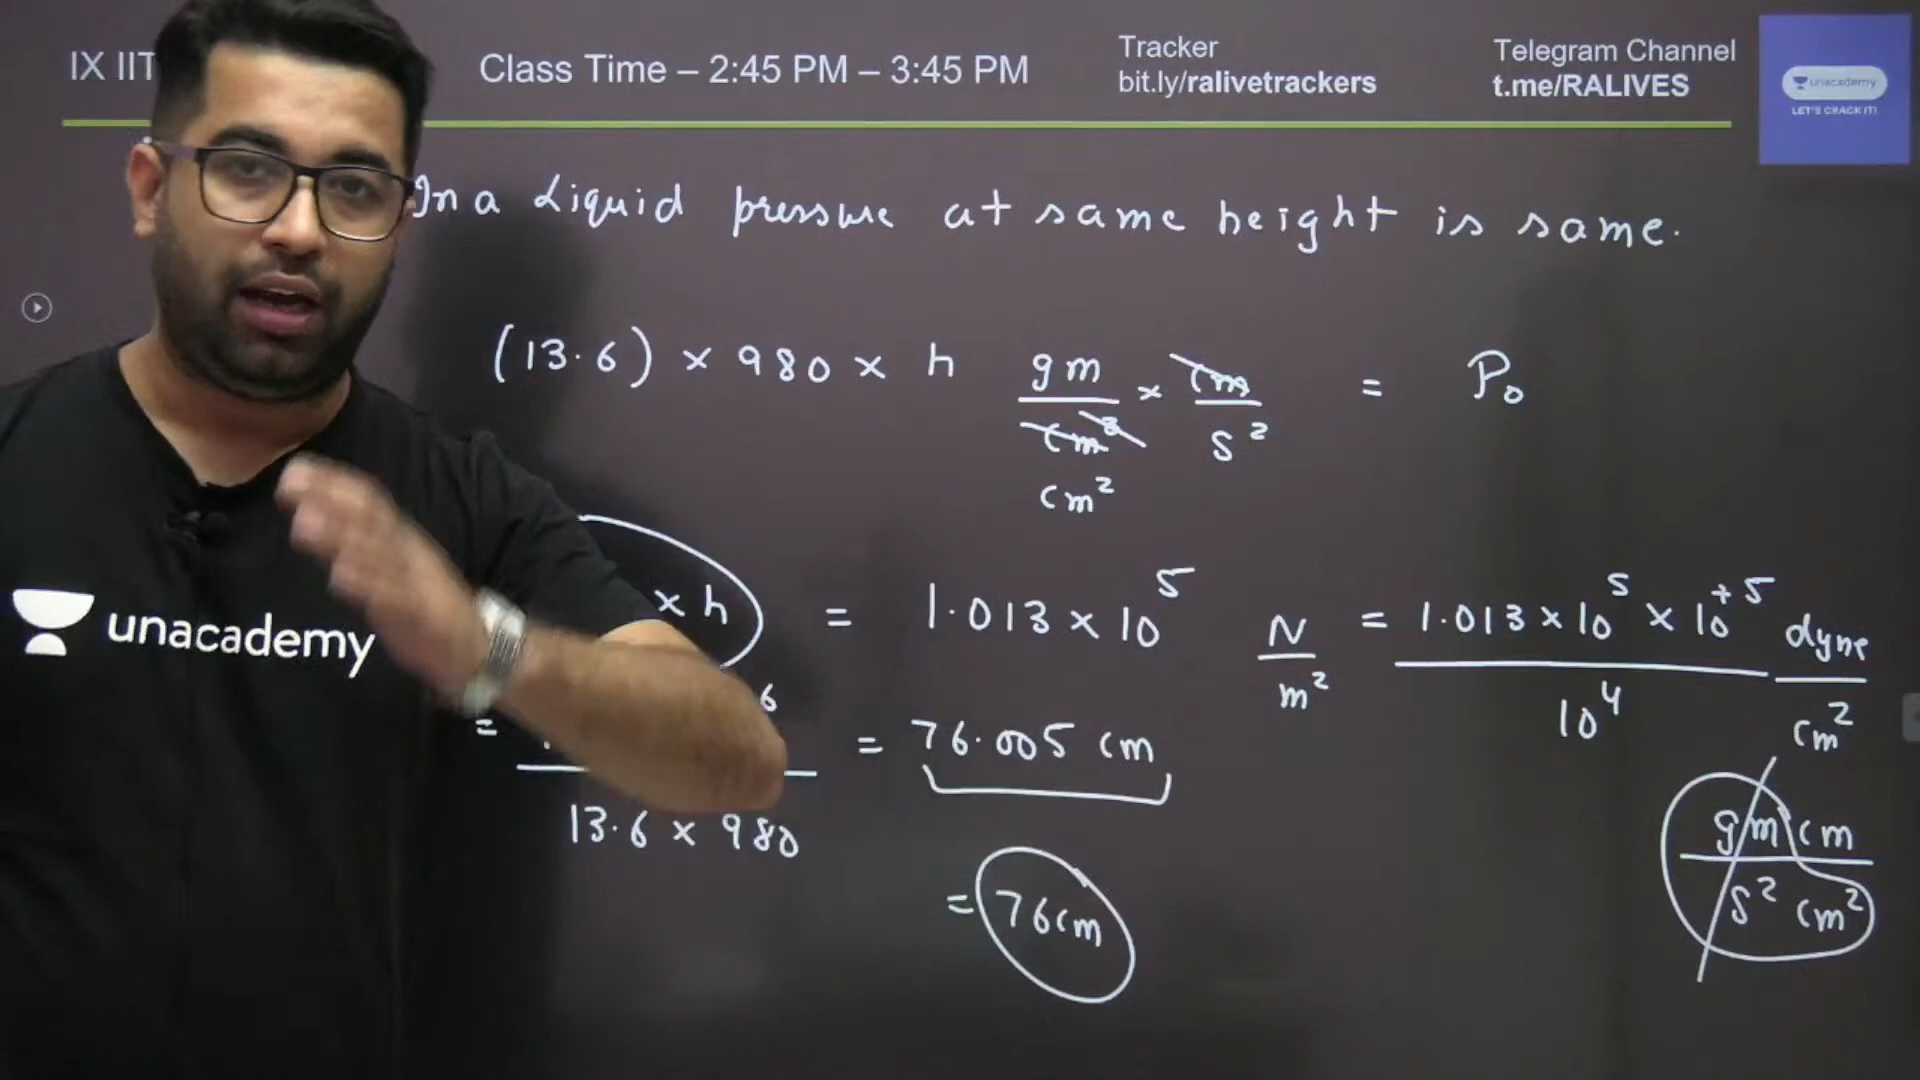 IX IIT
Class Time – 2:45 PM – 3:45 PM
Tracker
bit.ly/ralivetrackers
Telegram Channel
t.me/RALIVES
unacademy
LET'S CRACK IT!
In a Liquid pressure at same height is same.
(13.6) × 980 × h gm/cm³ × cm/s² = P₀
cm²
× h = 1.013 × 10⁵ N/m² = 1.013 × 10⁵ × 10⁺⁵ / 10⁴ dyne/cm²
= 6 / 13.6 × 980 = 76.005 cm
gm cm / s² cm²
= 76cm
unacademy